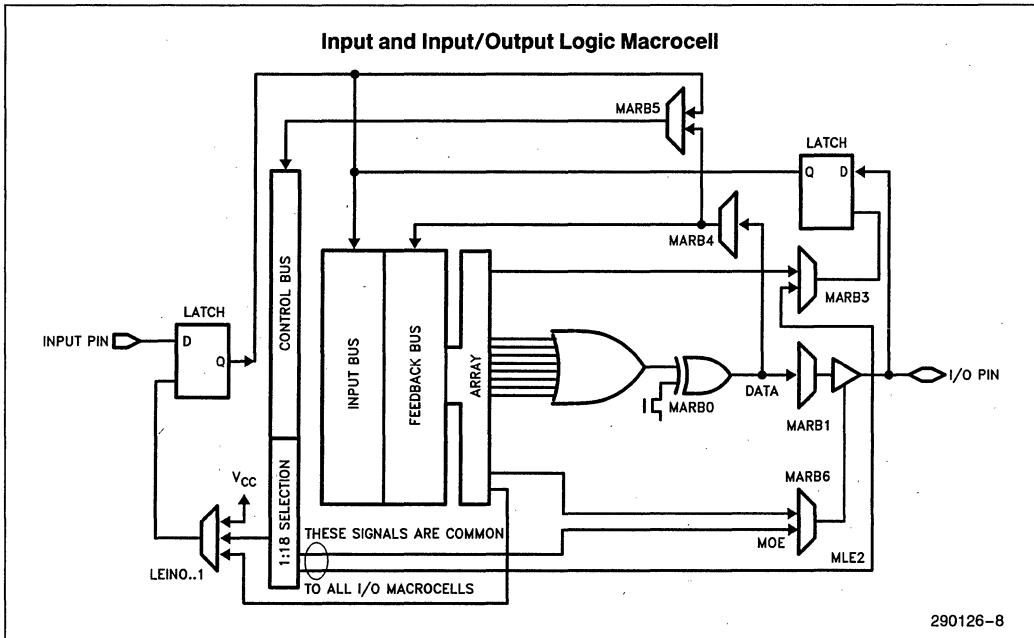 Input and Input/Output Logic Macrocell
MARB5
LATCH
Q D
MARB4
CONTROL BUS
MARB3
LATCH
INPUT PIN
D
Q
INPUT BUS
FEEDBACK BUS
ARRAY
MARB0
DATA
MARB1
I/O PIN
VCC
1:18 SELECTION
MARB6
THESE SIGNALS ARE COMMON
MOE
MLE2
LEIN0..1
TO ALL I/O MACROCELLS
290126-8